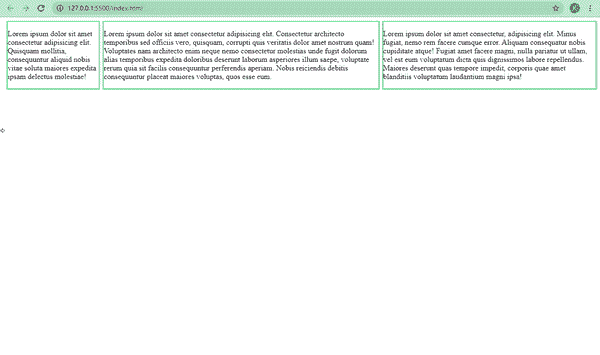 127.0.0.1:5500/index.html
Lorem ipsum dolor sit amet
consectetur adipisicing elit.
Quisquam mollitia,
consequuntur aliquid nobis
vitae soluta maiores expedita
ipsam delectus molestiae!
Lorem ipsum dolor sit amet consectetur adipisicing elit. Consectetur architecto
temporibus sed officiis vero, quisquam, corrupti quis veritatis dolor amet nostrum quam!
Voluptates nam architecto enim neque nemo consectetur molestias unde fugit dolorum
alias temporibus expedita doloribus deserunt laborum asperiores illum saepe, voluptate
rerum quia sit facilis consequuntur perferendis aperiam. Nobis reiciendis debitis
consequuntur placeat maiores voluptas, quos esse eum.
Lorem ipsum dolor sit amet consectetur, adipisicing elit. Minus
fugiat, nemo rem facere cumque error. Aliquam consequatur nobis
cupiditate atque! Fugiat amet facere magni, nulla pariatur ut ullam,
vel est eum voluptatum dicta quis dignissimos labore repellendus.
Maiores deserunt quas tempore impedit, corporis quae amet
blanditiis voluptatum laudantium magni ipsa!